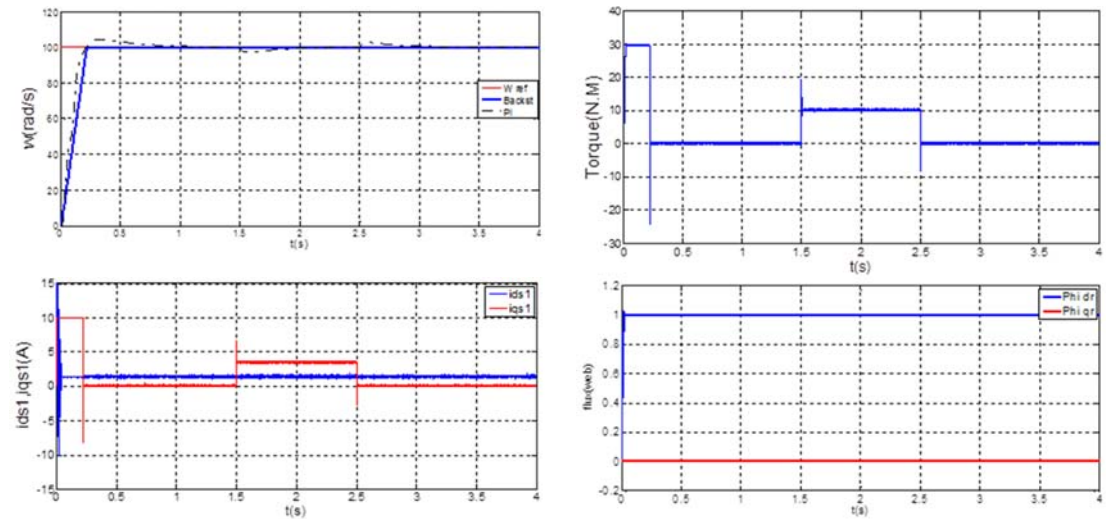 w(rad/s)
120
100
80
60
40
20
0
0 0.5 1 1.5 2 2.5 3 3.5 4
t(s)
W ref
Backst
PI
Torque(N.M)
40
30
20
10
0
-10
-20
-30
0 0.5 1 1.5 2 2.5 3 3.5 4
t(s)
ids1,iqs1(A)
15
10
5
0
-5
-10
-15
0 0.5 1 1.5 2 2.5 3 3.5 4
t(s)
ids1
iqs1
flux(web)
1.2
1
0.8
0.6
0.4
0.2
0
-0.2
0 0.5 1 1.5 2 2.5 3 3.5 4
t(s)
Phi dr
Phi qr